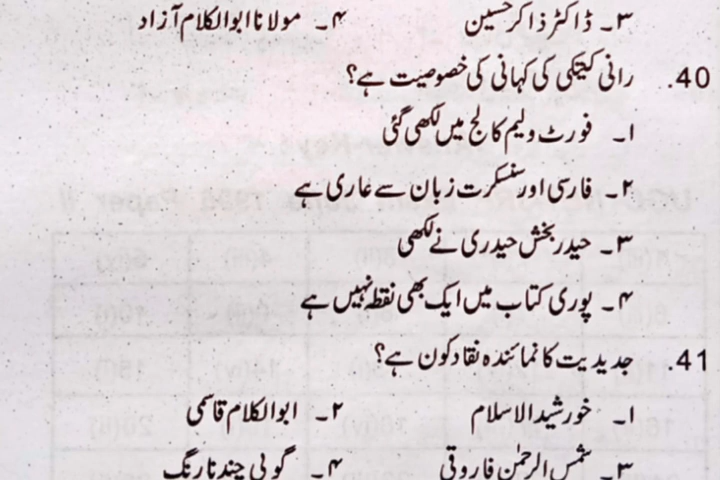 ۳۔ ڈاکٹر ذاکر حسین ۴۔ مولانا ابوالکلام آزاد
40. رانی کیتکی کی کہانی کی خصوصیت ہے؟
۱۔ فورٹ ولیم کالج میں لکھی گئی
۲۔ فارسی اور سنسکرت زبان سے عاری ہے
۳۔ حیدر بخش حیدری نے لکھی
۴۔ پوری کتاب میں ایک بھی نقطہ نہیں ہے
41. جدیدیت کا نمائندہ نقاد کون ہے؟
۱۔ خورشید الاسلام ۲۔ ابوالکلام قاسمی
۳۔ شمس الرحمٰن فاروقی ۴۔ گوپی چند نارنگ